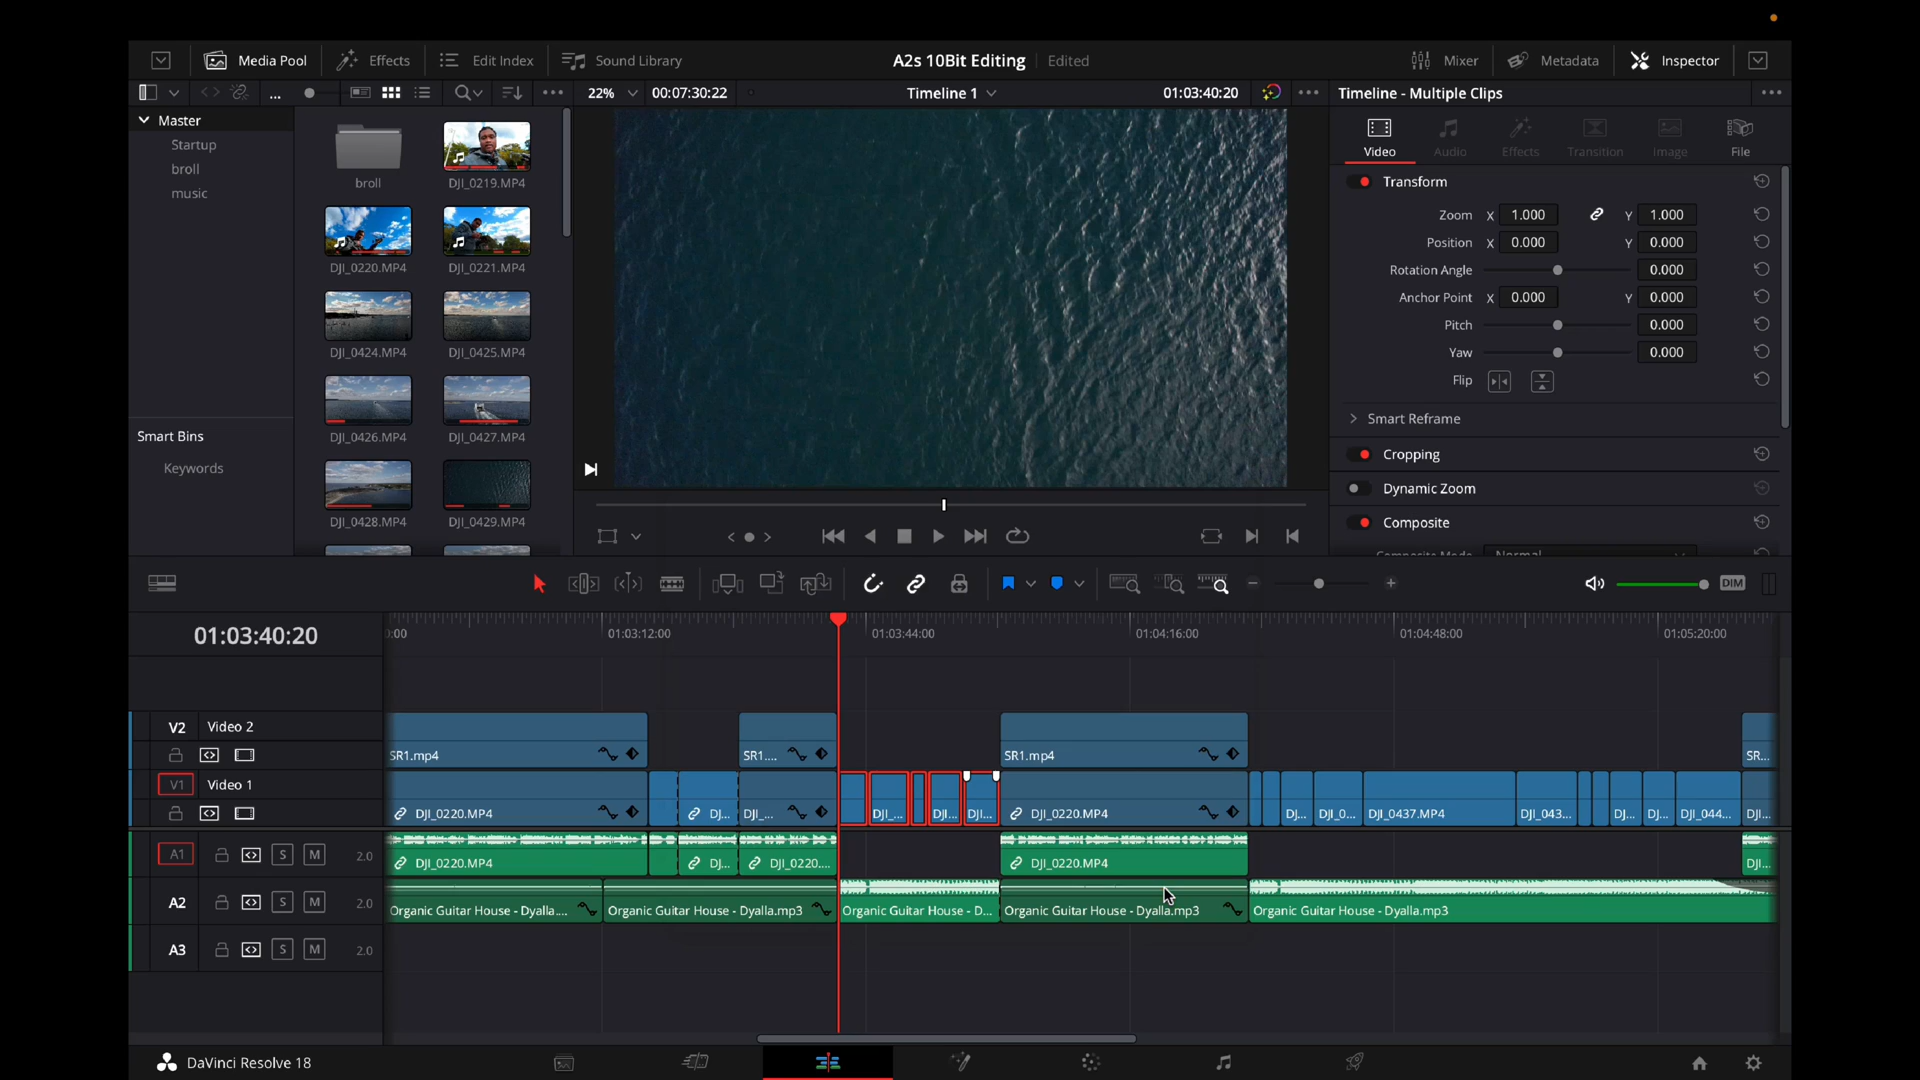 Media Pool Effects Edit Index Sound Library A2s 10Bit Editing Edited Mixer Metadata Inspector
... 22% 00:07:30:22 Timeline 1 01:03:40:20 Timeline - Multiple Clips
Master
Startup
broll
music
Smart Bins
Keywords
broll DJI_0219.MP4
DJI_0220.MP4 DJI_0221.MP4
DJI_0424.MP4 DJI_0425.MP4
DJI_0426.MP4 DJI_0427.MP4
DJI_0428.MP4 DJI_0429.MP4
Video Audio Effects Transition Image File
Transform
Zoom X 1.000 Y 1.000
Position X 0.000 Y 0.000
Rotation Angle 0.000
Anchor Point X 0.000 Y 0.000
Pitch 0.000
Yaw 0.000
Flip
Smart Reframe
Cropping
Dynamic Zoom
Composite
Composite Mode Normal
DIM
01:03:40:20 0:00 01:03:12:00 01:03:44:00 01:04:16:00 01:04:48:00 01:05:20:00
V2 Video 2
SR1.mp4 SR1.... SR1.mp4 SR...
V1 Video 1
DJI_0220.MP4 DJ... DJI_... DJI_... DJI... DJI... DJI_0220.MP4 DJ... DJI_0... DJI_0437.MP4 DJI_043... DJ... DJ... DJI_044... DJI...
A1 S M 2.0 DJI_0220.MP4 DJ... DJI_0220.... DJI_0220.MP4 DJI...
A2 S M 2.0 Organic Guitar House - Dyalla.... Organic Guitar House - Dyalla.mp3 Organic Guitar House - D... Organic Guitar House - Dyalla.mp3 Organic Guitar House - Dyalla.mp3
A3 S M 2.0
DaVinci Resolve 18